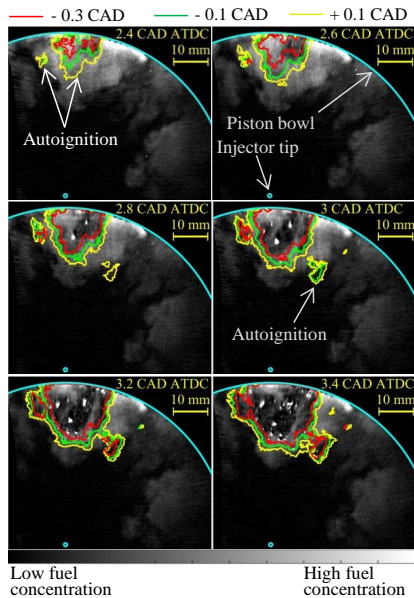 - 0.3 CAD - 0.1 CAD + 0.1 CAD
2.4 CAD ATDC
10 mm
Autoignition
2.6 CAD ATDC
10 mm
Piston bowl
Injector tip
2.8 CAD ATDC
10 mm
3 CAD ATDC
10 mm
Autoignition
3.2 CAD ATDC
10 mm
3.4 CAD ATDC
10 mm
Low fuel
concentration
High fuel
concentration